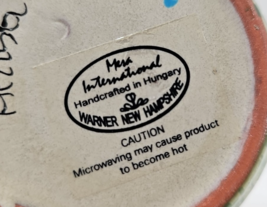 Mesa
International
Handcrafted in Hungary
WARNER NEW HAMPSHIRE
CAUTION
Microwaving may cause product
to become hot